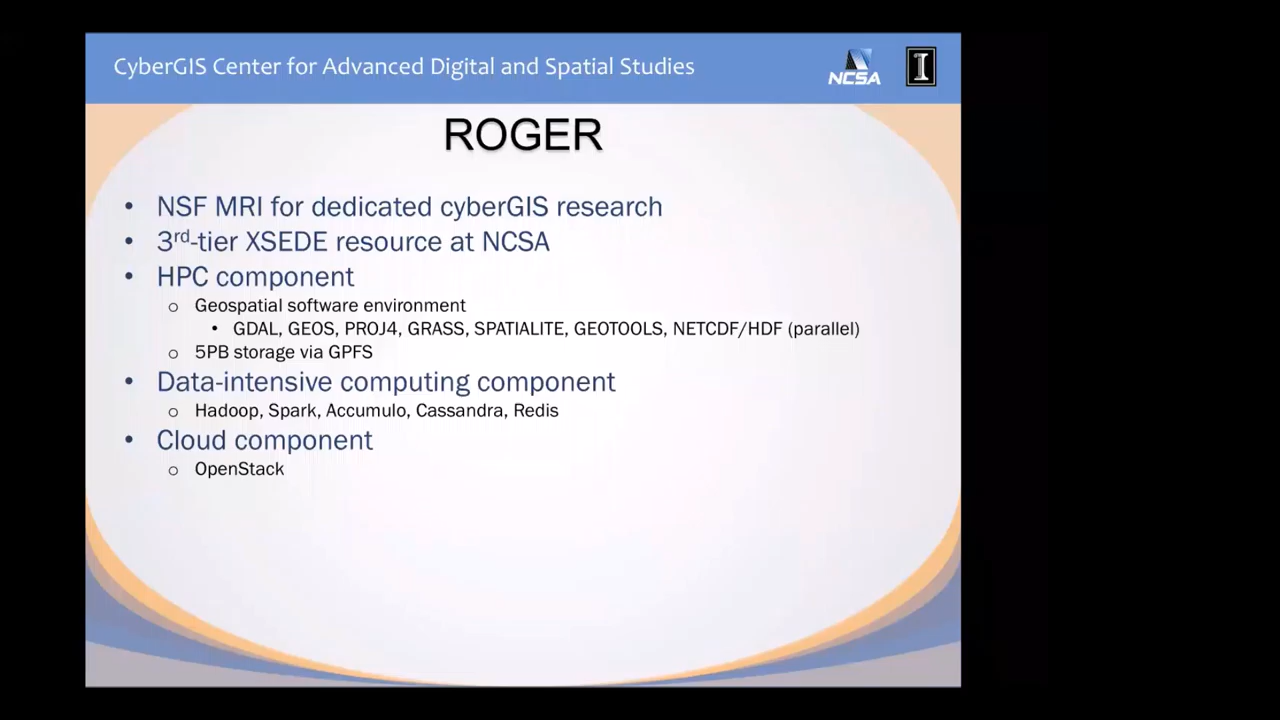 CyberGIS Center for Advanced Digital and Spatial Studies
NCSA
I
ROGER
• NSF MRI for dedicated cyberGIS research
• 3rd-tier XSEDE resource at NCSA
• HPC component
o Geospatial software environment
• GDAL, GEOS, PROJ4, GRASS, SPATIALITE, GEOTOOLS, NETCDF/HDF (parallel)
o 5PB storage via GPFS
• Data-intensive computing component
o Hadoop, Spark, Accumulo, Cassandra, Redis
• Cloud component
o OpenStack